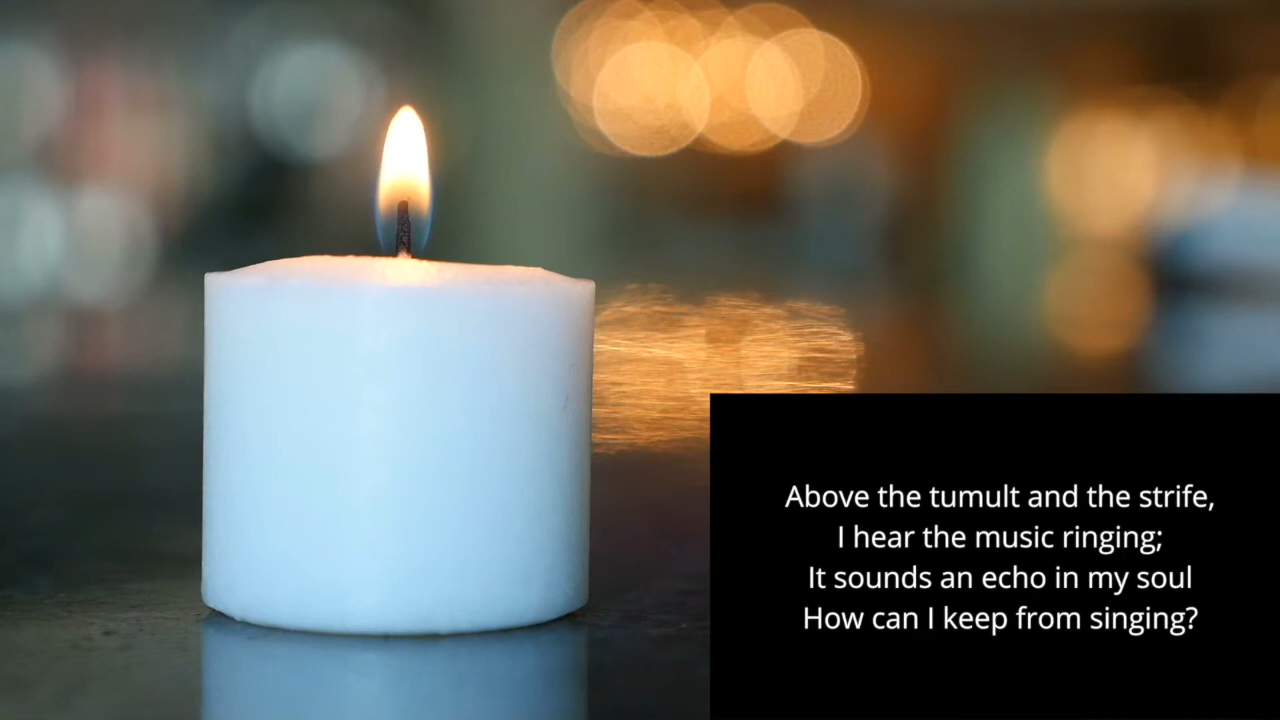 Above the tumult and the strife,
I hear the music ringing;
It sounds an echo in my soul
How can I keep from singing?